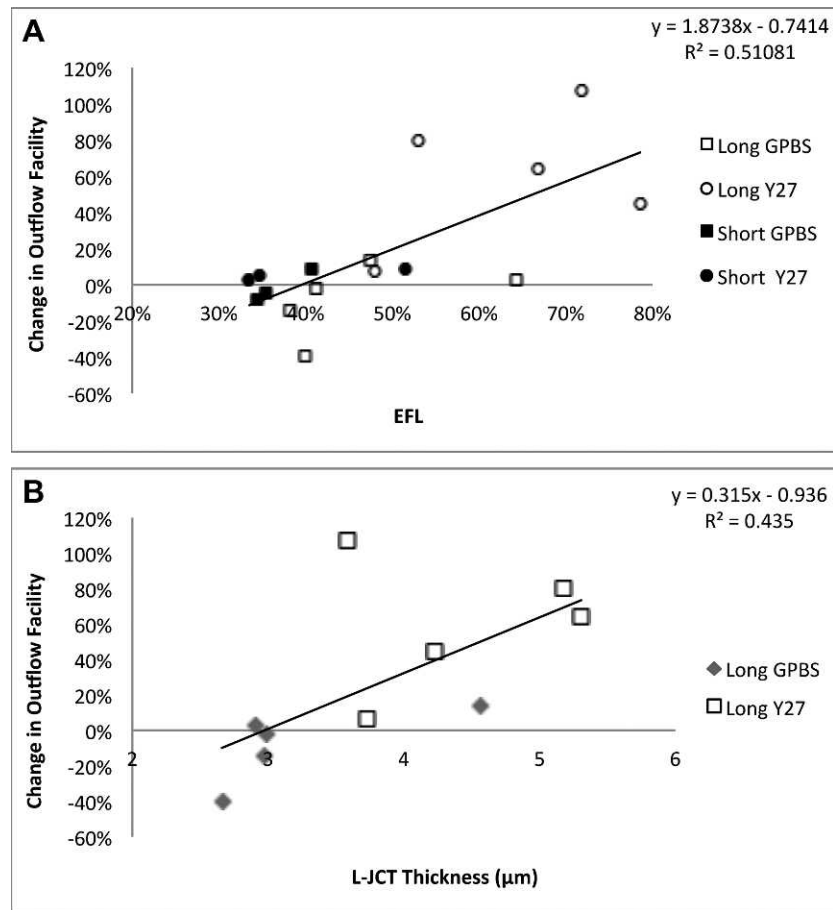 A
y = 1.8738x - 0.7414
R² = 0.51081
Change in Outflow Facility
120%
100%
80%
60%
40%
20%
0%
-20%
-40%
-60%
20%
30%
40%
50%
60%
70%
80%
EFL
Long GPBS
Long Y27
Short GPBS
Short Y27
B
y = 0.315x - 0.936
R² = 0.435
Change in Outflow Facility
120%
100%
80%
60%
40%
20%
0%
-20%
-40%
-60%
2
3
4
5
6
L-JCT Thickness (µm)
Long GPBS
Long Y27